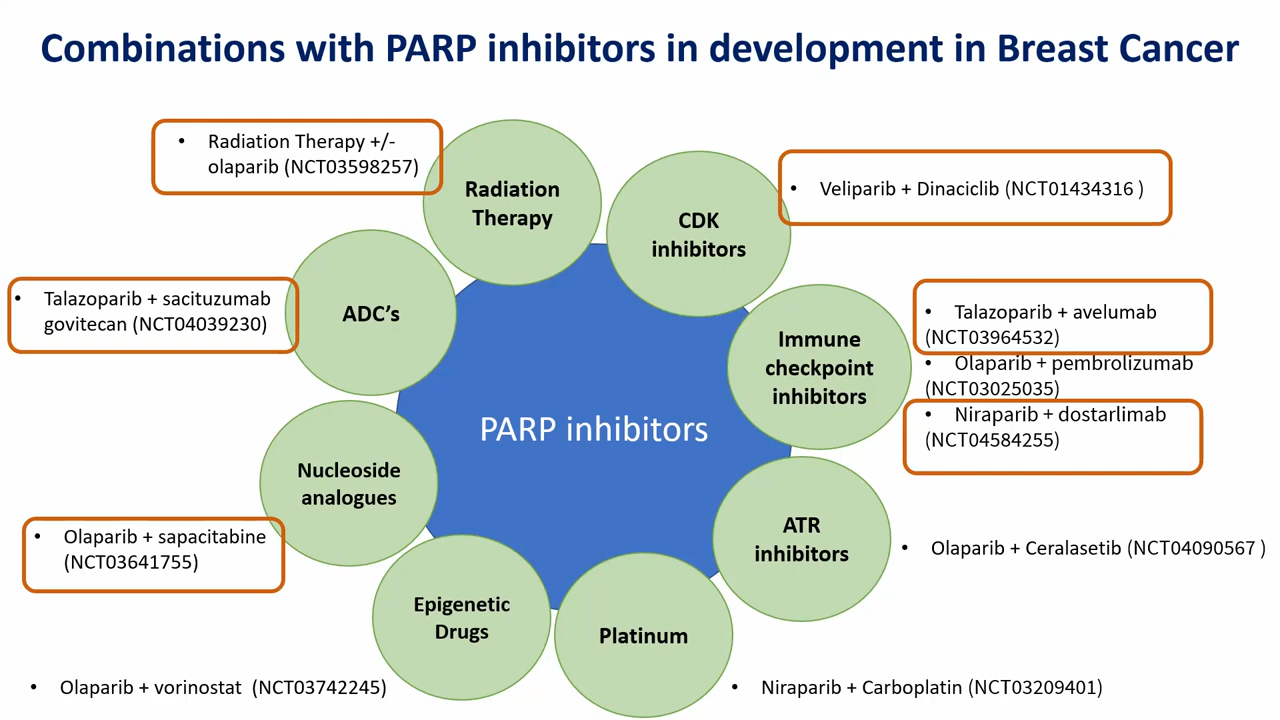 Combinations with PARP inhibitors in development in Breast Cancer
• Radiation Therapy +/-
olaparib (NCT03598257)
Radiation
Therapy
CDK
inhibitors
• Veliparib + Dinaciclib (NCT01434316 )
• Talazoparib + sacituzumab
govitecan (NCT04039230)
ADC's
Immune
checkpoint
inhibitors
• Talazoparib + avelumab
(NCT03964532)
• Olaparib + pembrolizumab
(NCT03025035)
• Niraparib + dostarlimab
(NCT04584255)
PARP inhibitors
Nucleoside
analogues
• Olaparib + sapacitabine
(NCT03641755)
ATR
inhibitors
• Olaparib + Ceralasetib (NCT04090567 )
Epigenetic
Drugs
Platinum
• Olaparib + vorinostat (NCT03742245)
• Niraparib + Carboplatin (NCT03209401)